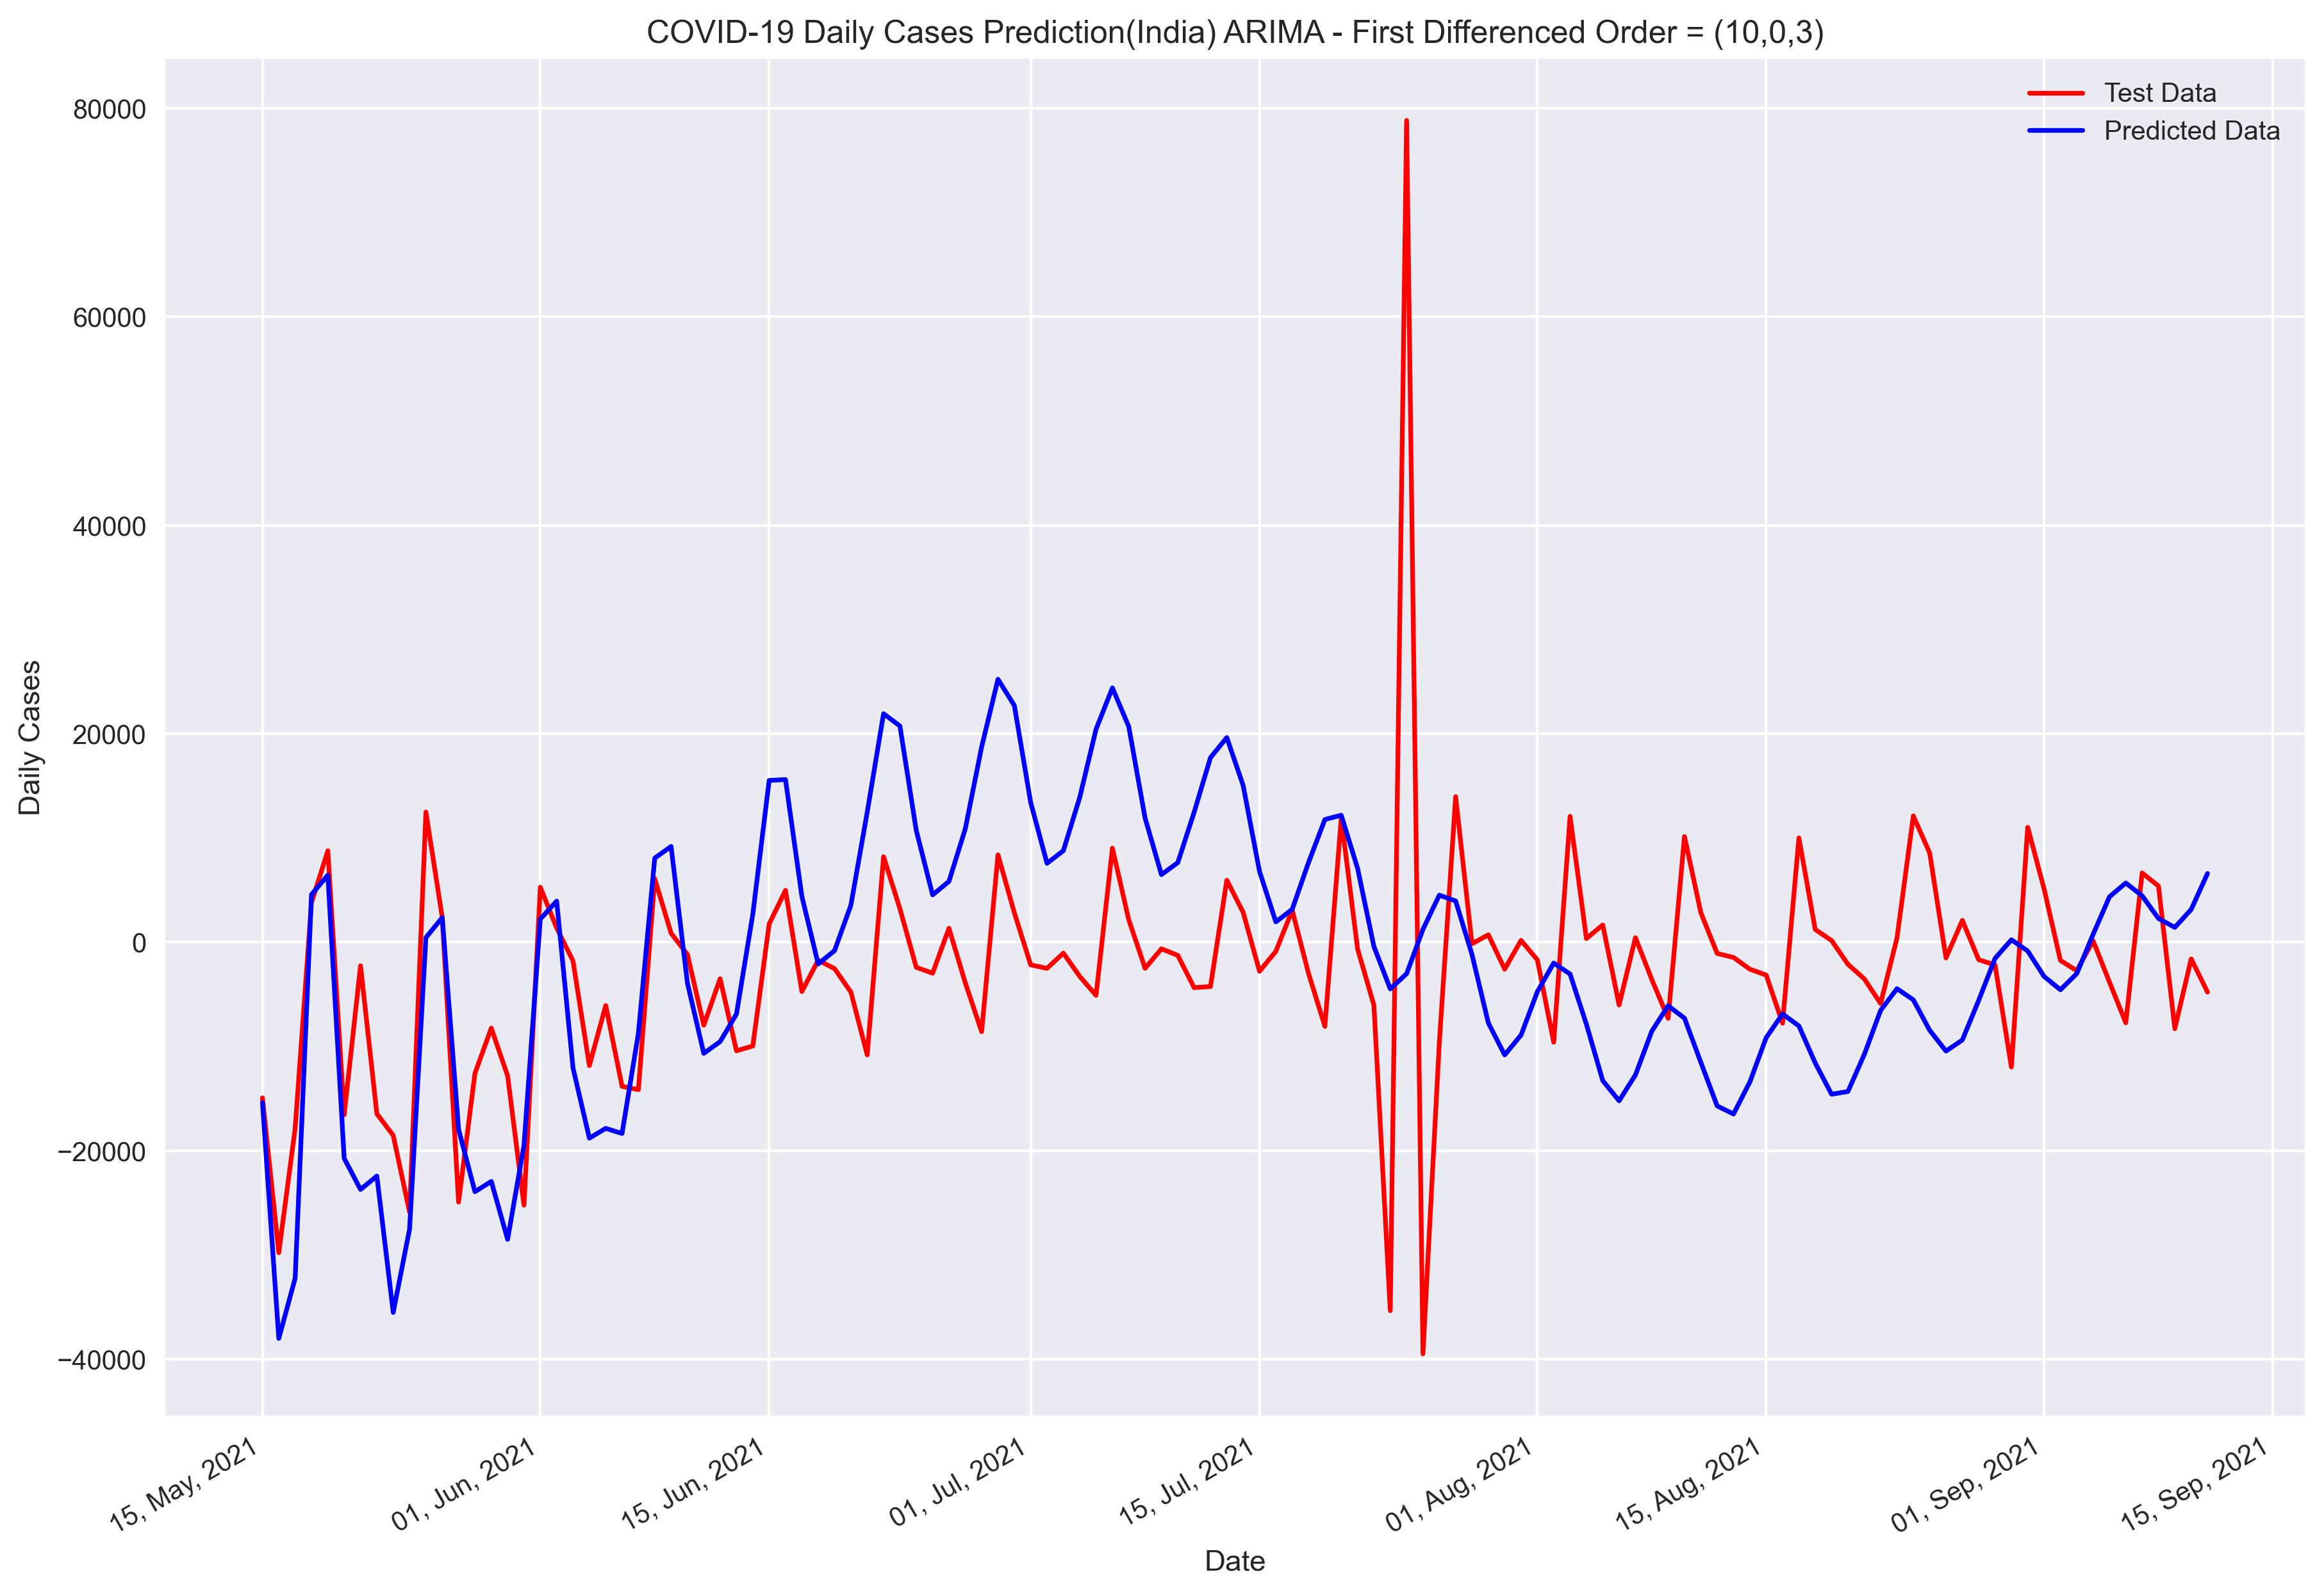 COVID-19 Daily Cases Prediction(India) ARIMA - First Differenced Order = (10,0,3)
Test Data
Predicted Data
80000
60000
40000
20000
0
−20000
−40000
Daily Cases
15, May, 2021
01, Jun, 2021
15, Jun, 2021
01, Jul, 2021
15, Jul, 2021
01, Aug, 2021
15, Aug, 2021
01, Sep, 2021
15, Sep, 2021
Date